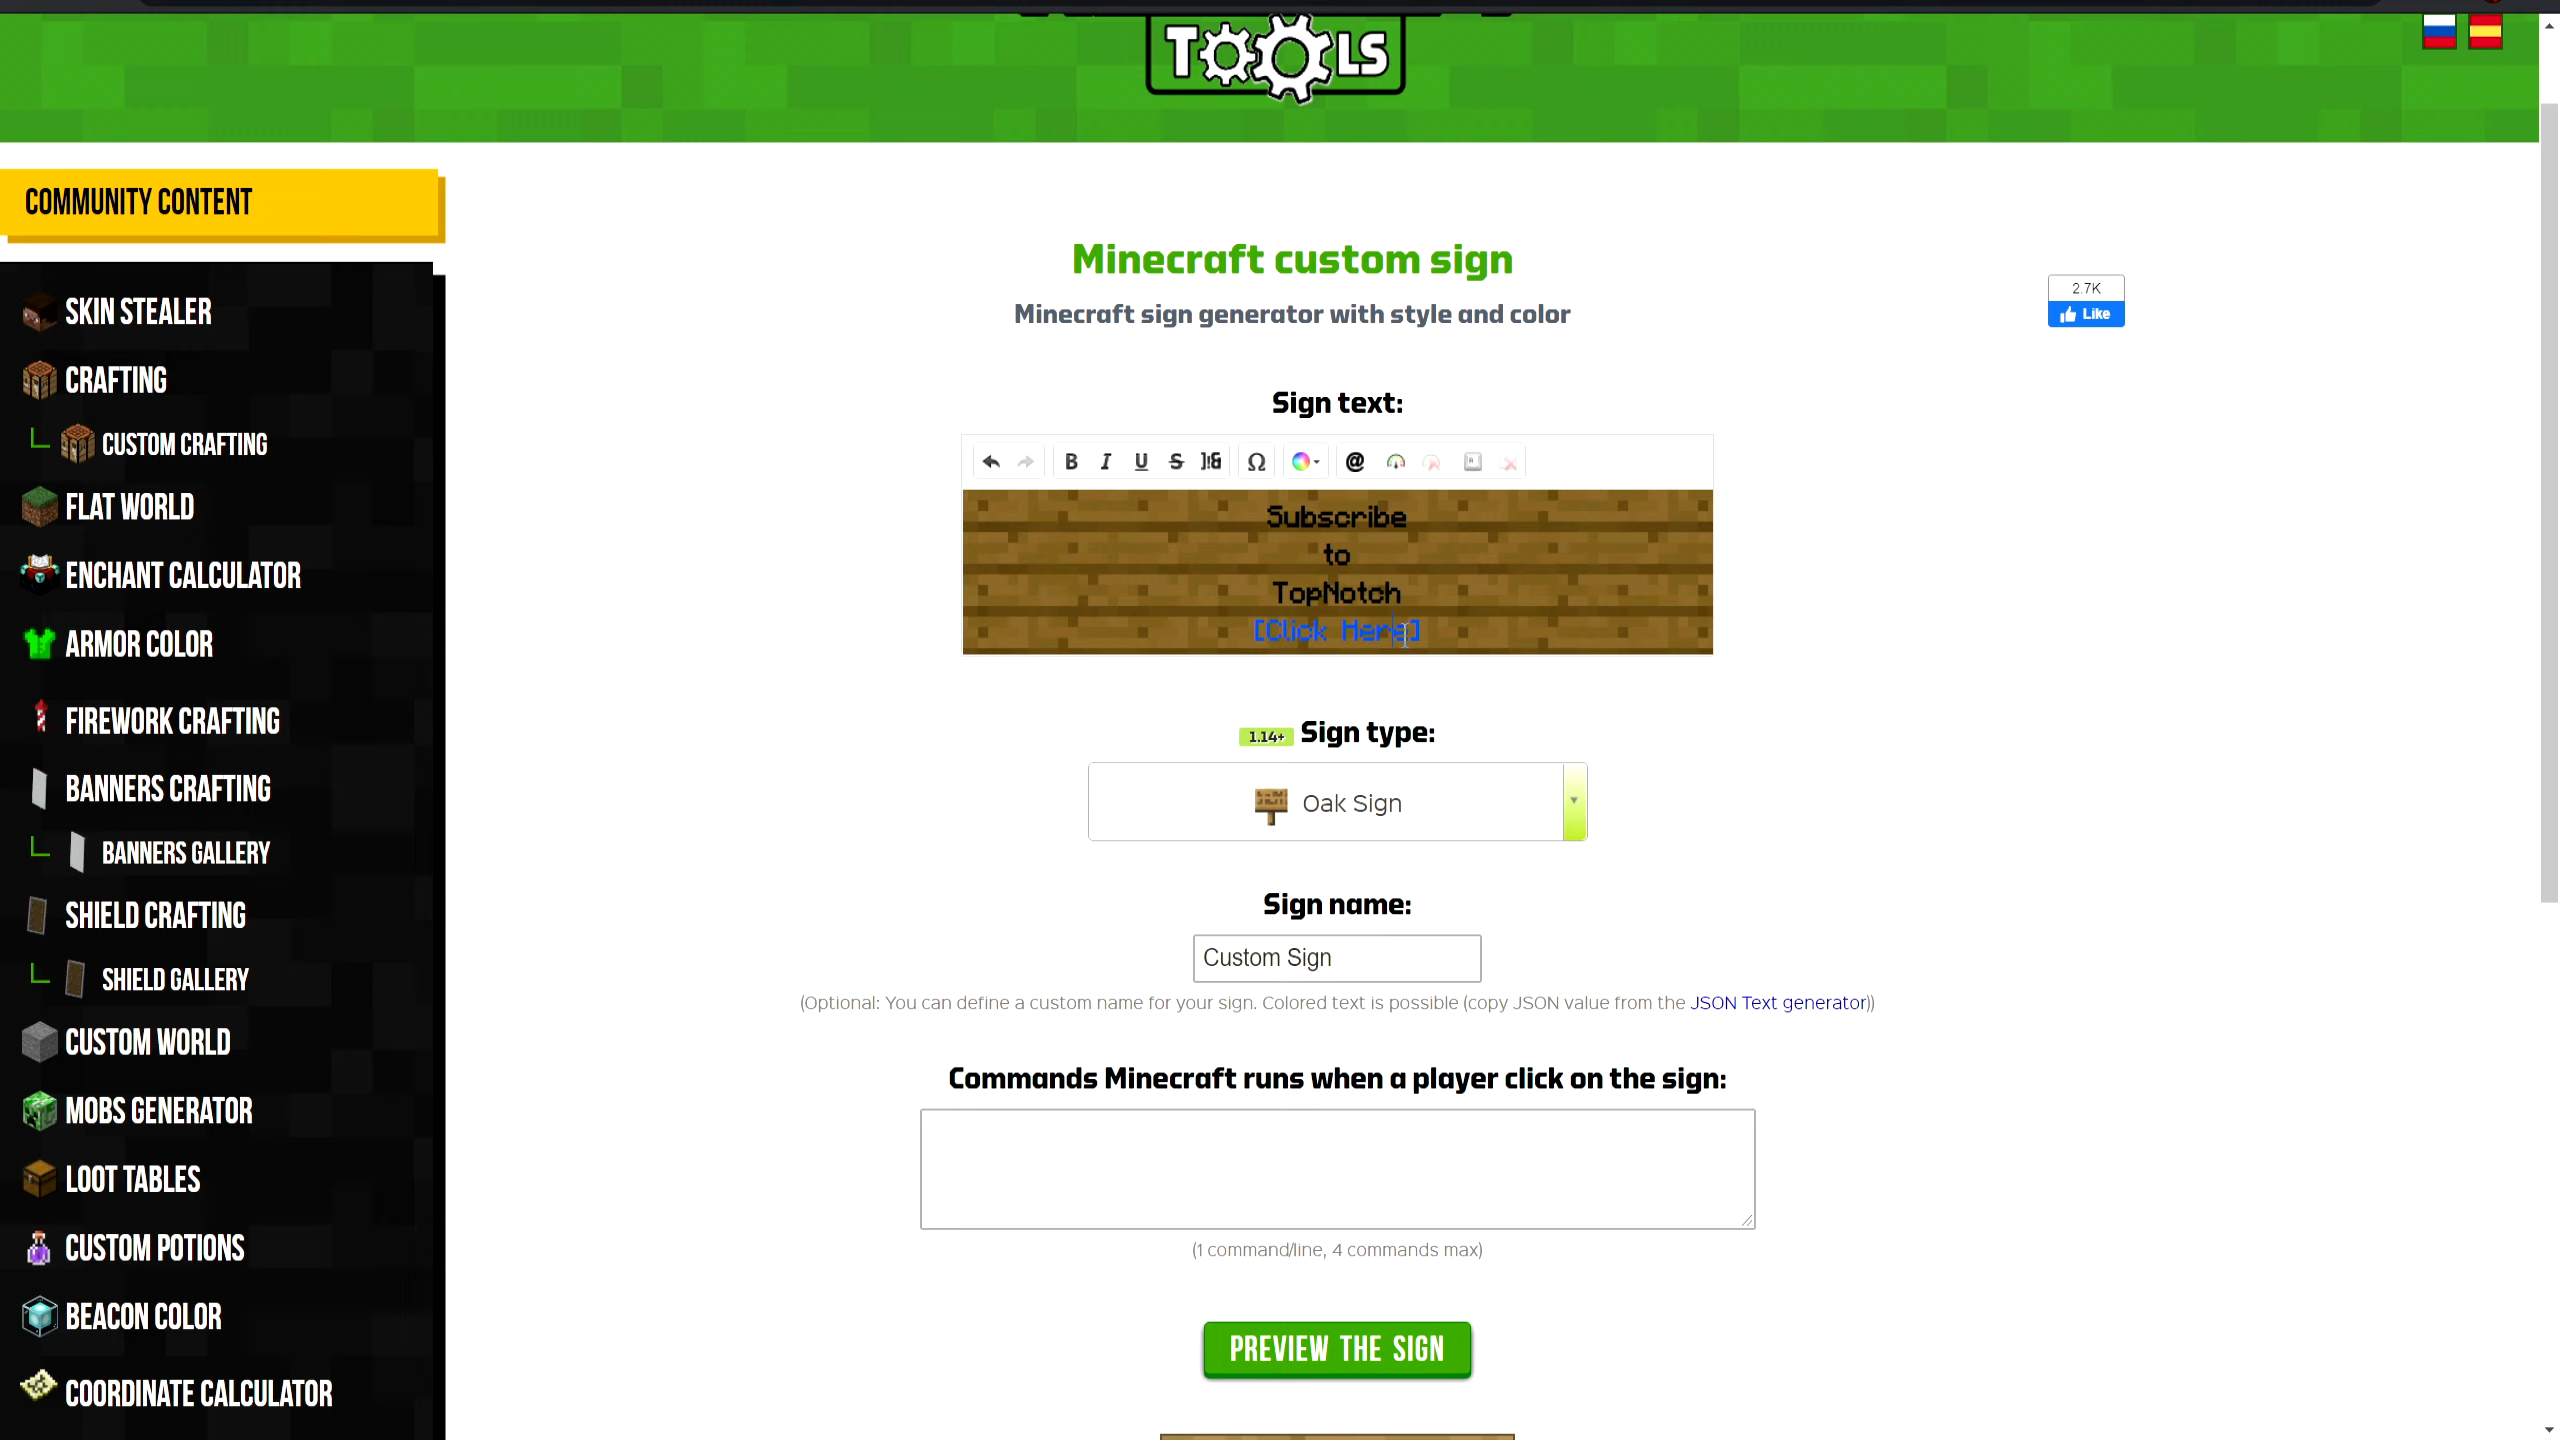 TOOLS
COMMUNITY CONTENT
SKIN STEALER
CRAFTING
CUSTOM CRAFTING
FLAT WORLD
ENCHANT CALCULATOR
ARMOR COLOR
FIREWORK CRAFTING
BANNERS CRAFTING
BANNERS GALLERY
SHIELD CRAFTING
SHIELD GALLERY
CUSTOM WORLD
MOBS GENERATOR
LOOT TABLES
CUSTOM POTIONS
BEACON COLOR
COORDINATE CALCULATOR
Minecraft custom sign
Minecraft sign generator with style and color
2.7K
Like
Sign text:
B I U S Ω @
Subscribe
to
TopNotch
[Click Here]
1.14+ Sign type:
Oak Sign
Sign name:
Custom Sign
(Optional: You can define a custom name for your sign. Colored text is possible (copy JSON value from the JSON Text generator))
Commands Minecraft runs when a player click on the sign:
(1 command/line, 4 commands max)
PREVIEW THE SIGN